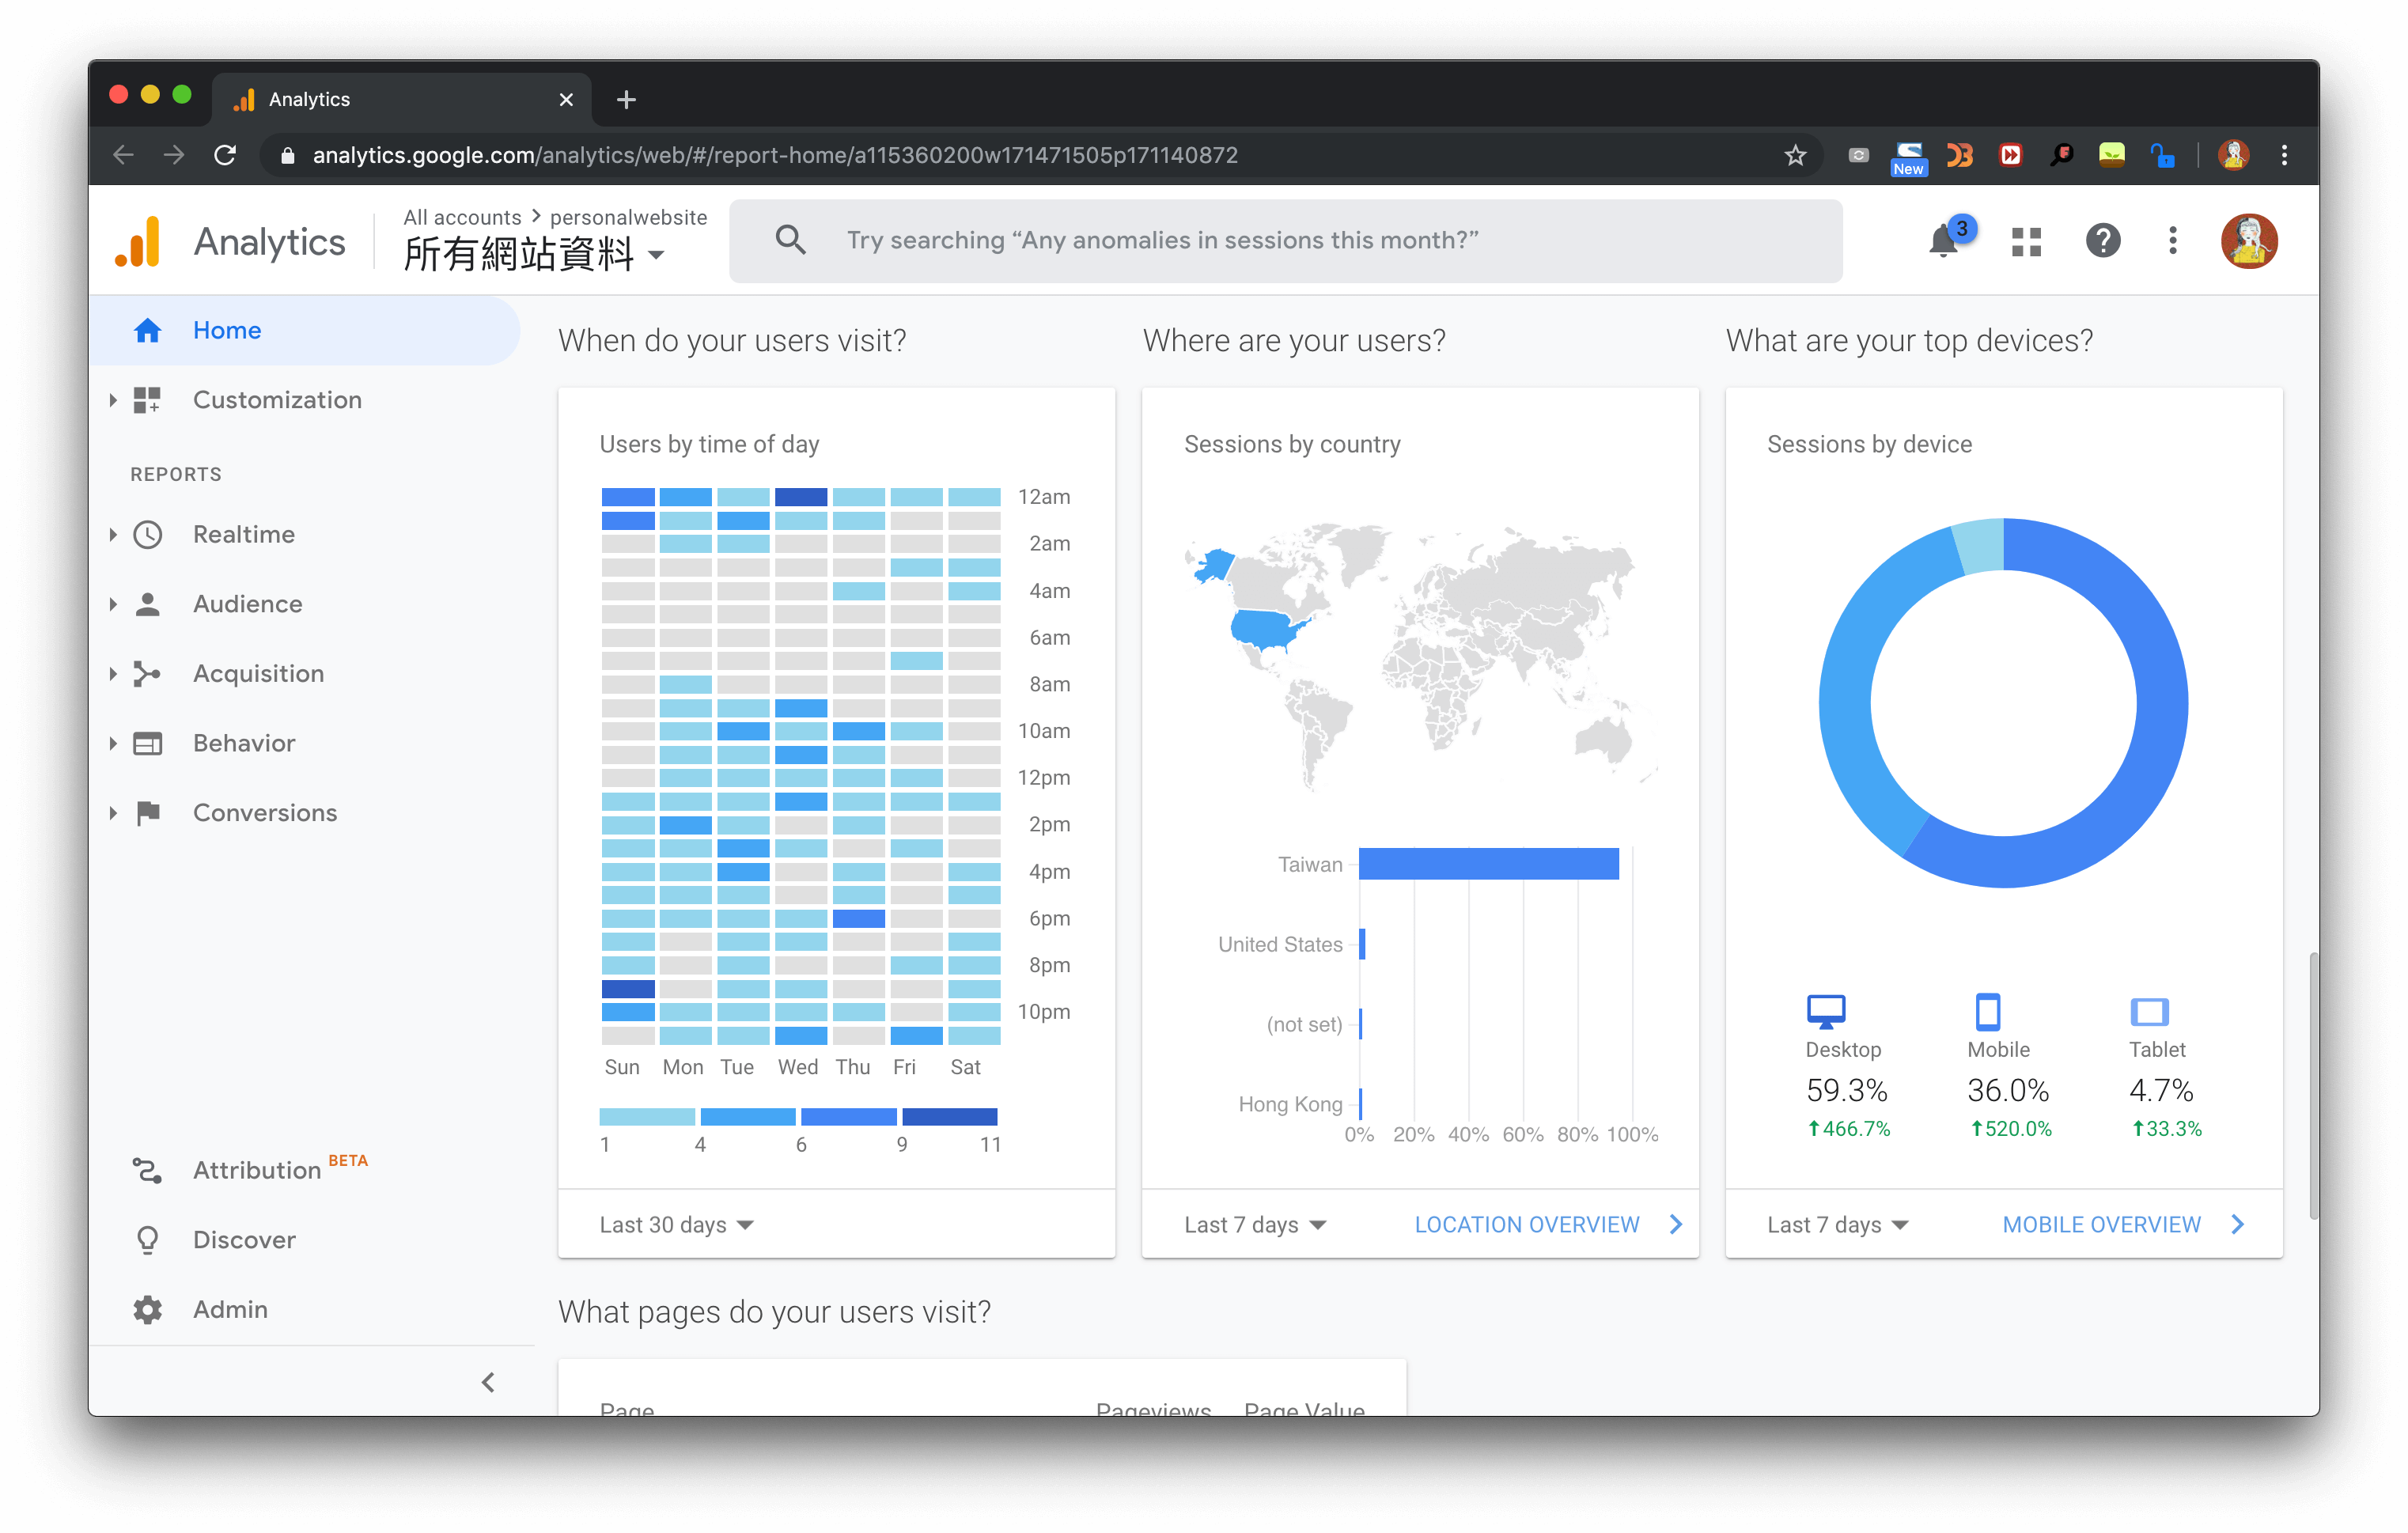 Analytics
analytics.google.com/analytics/web/#/report-home/a115360200w171471505p171140872
New
Analytics
All accounts > personalwebsite
所有網站資料
Try searching “Any anomalies in sessions this month?”
3
Home
Customization
REPORTS
Realtime
Audience
Acquisition
Behavior
Conversions
Attribution BETA
Discover
Admin
When do your users visit?
Users by time of day
12am
2am
4am
6am
8am
10am
12pm
2pm
4pm
6pm
8pm
10pm
Sun Mon Tue Wed Thu Fri Sat
1 4 6 9 11
Last 30 days
Where are your users?
Sessions by country
Taiwan
United States
(not set)
Hong Kong
0% 20% 40% 60% 80% 100%
Last 7 days LOCATION OVERVIEW
What are your top devices?
Sessions by device
Desktop Mobile Tablet
59.3% 36.0% 4.7%
466.7% 520.0% 33.3%
Last 7 days MOBILE OVERVIEW
What pages do your users visit?
Page Pageviews Page Value